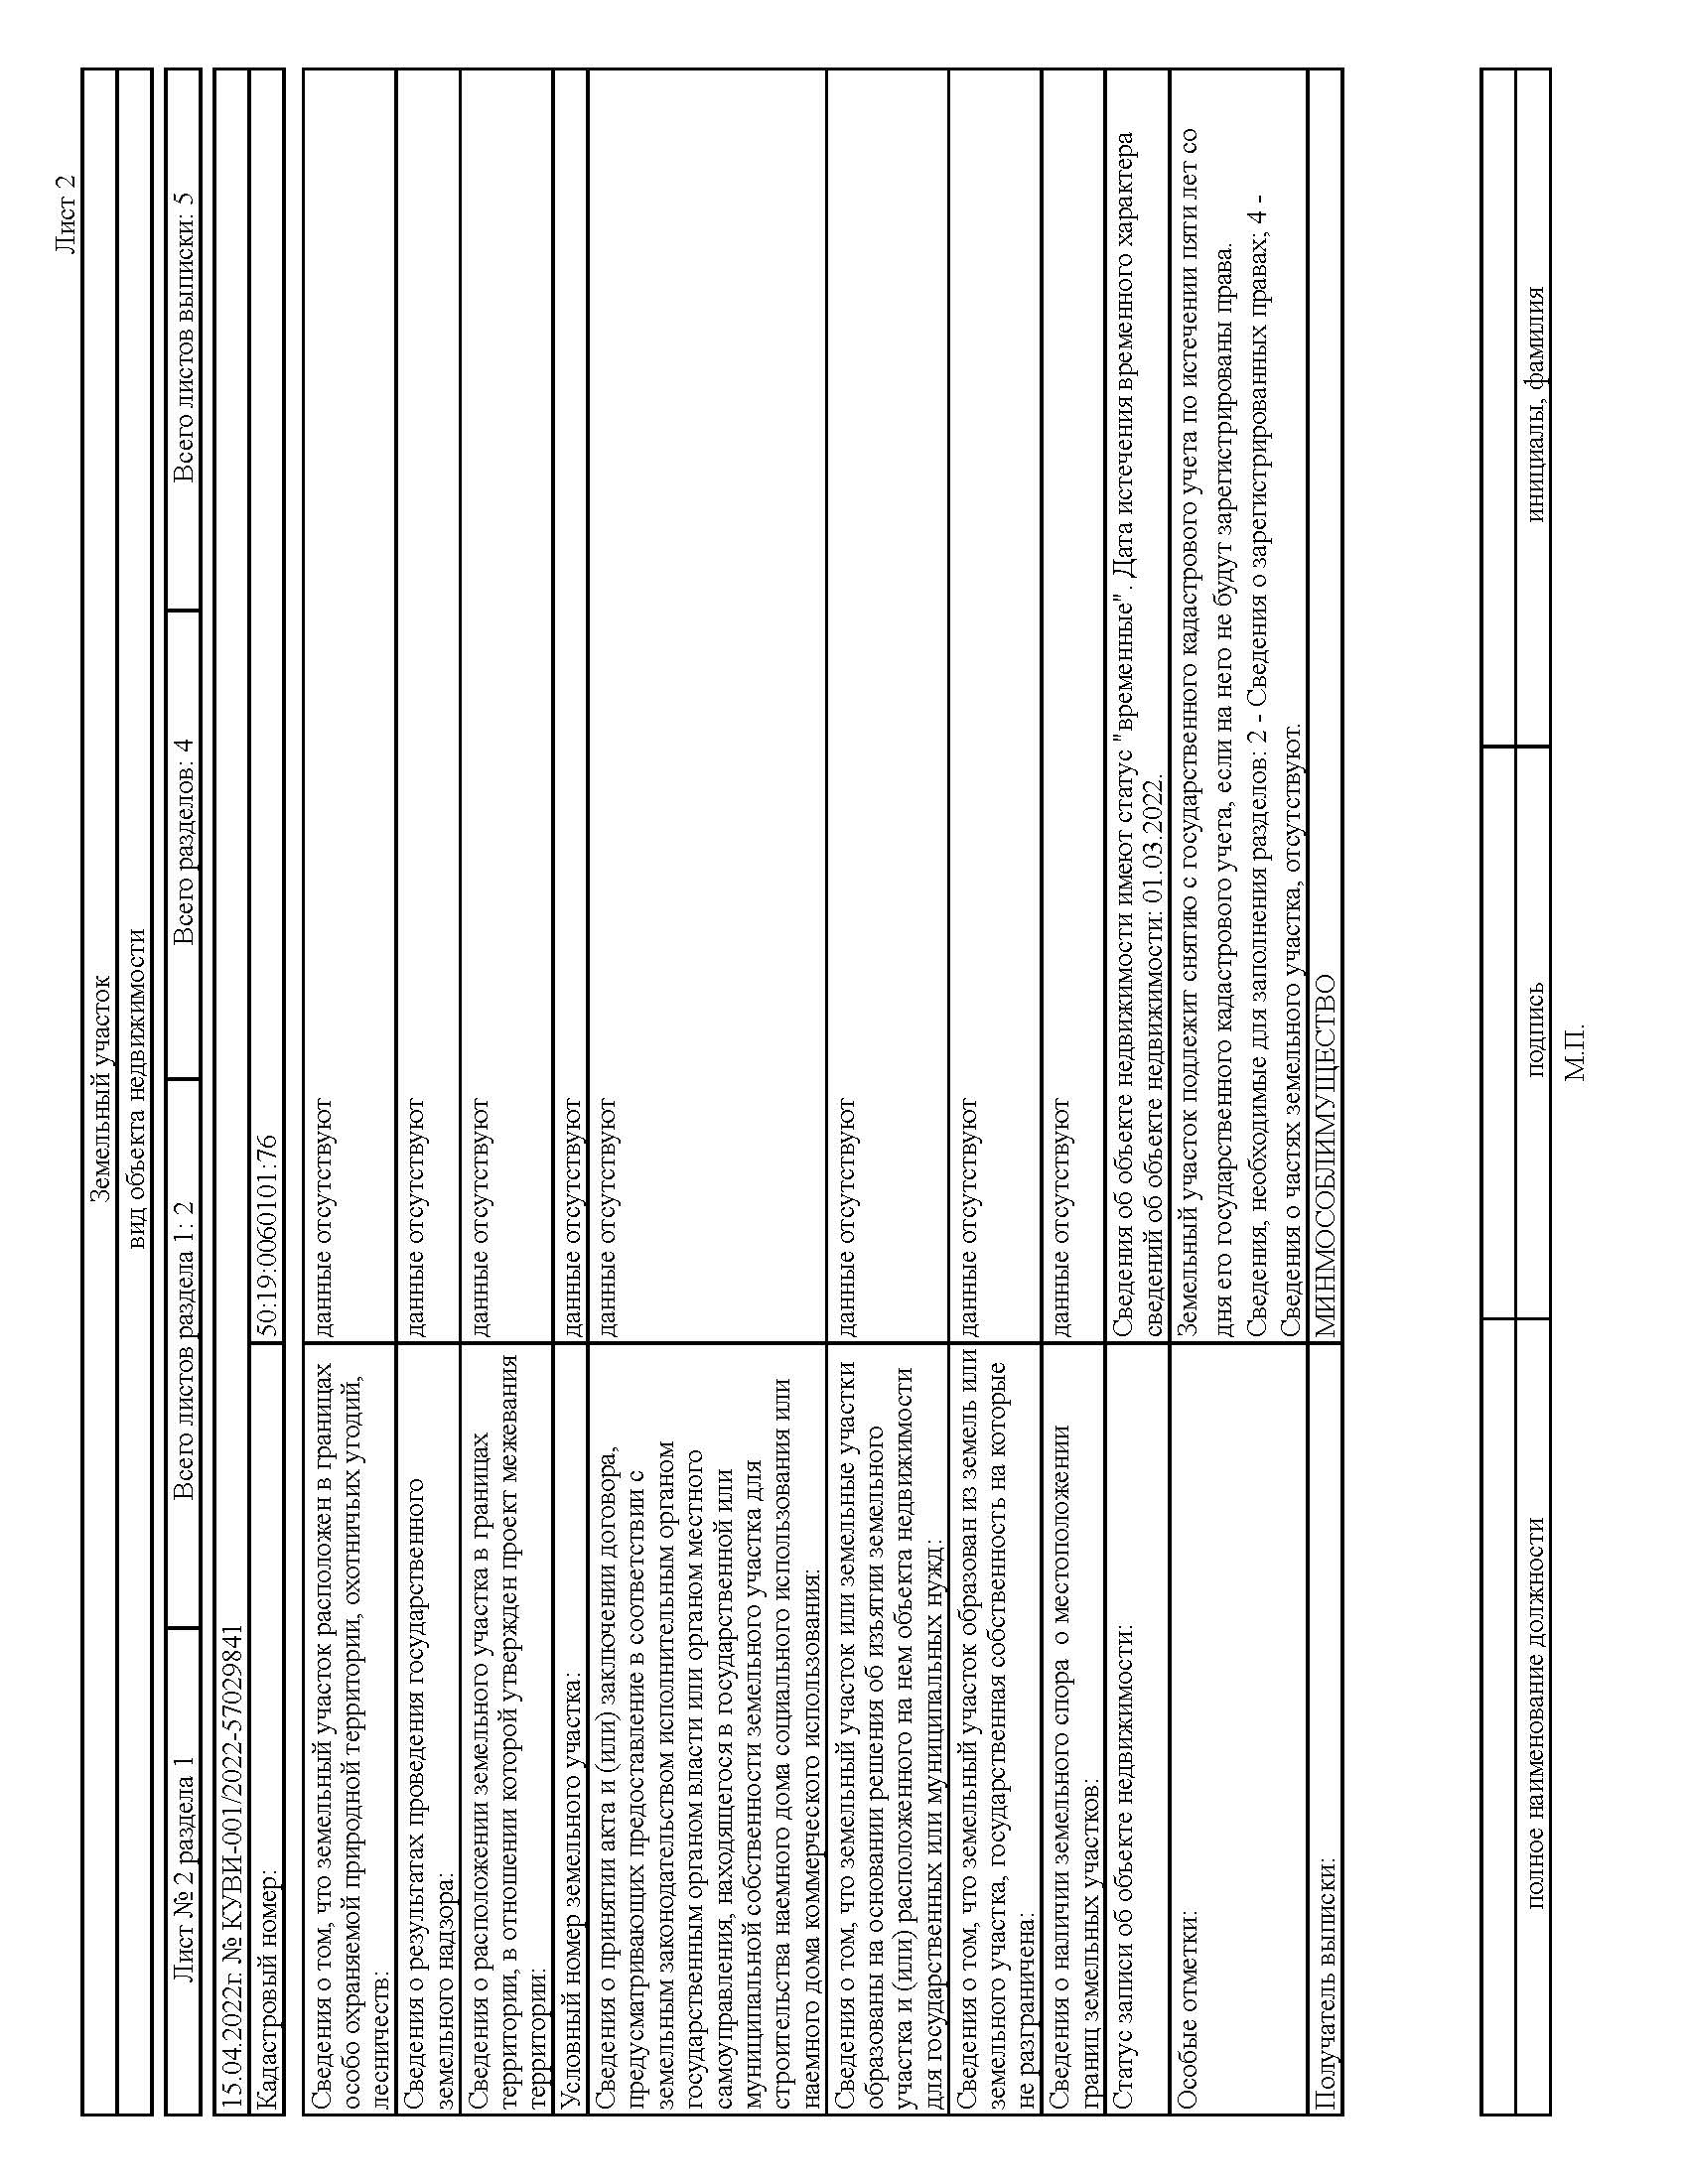 Лист 2
Земельный участок
вид объекта недвижимости
Лист № 2 раздела 1 Всего листов раздела 1: 2 Всего разделов: 4 Всего листов выписки: 5
15.04.2022г. № КУВИ-001/2022-57029841
Кадастровый номер: 50:19:0060101:76
Сведения о том, что земельный участок расположен в границах данные отсутствуют
особо охраняемой природной территории, охотничьих угодий,
лесничеств:
Сведения о результатах проведения государственного данные отсутствуют
земельного надзора:
Сведения о расположении земельного участка в границах данные отсутствуют
территории, в отношении которой утвержден проект межевания
территории:
Условный номер земельного участка: данные отсутствуют
Сведения о принятии акта и (или) заключении договора, данные отсутствуют
предусматривающих предоставление в соответствии с
земельным законодательством исполнительным органом
государственным органом власти или органом местного
самоуправления, находящегося в государственной или
муниципальной собственности земельного участка для
строительства наемного дома социального использования или
наемного дома коммерческого использования:
Сведения о том, что земельный участок или земельные участки данные отсутствуют
образованы на основании решения об изъятии земельного
участка и (или) расположенного на нем объекта недвижимости
для государственных или муниципальных нужд:
Сведения о том, что земельный участок образован из земель или данные отсутствуют
земельного участка, государственная собственность на которые
не разграничена:
Сведения о наличии земельного спора о местоположении данные отсутствуют
границ земельных участков:
Статус записи об объекте недвижимости: Сведения об объекте недвижимости имеют статус "временные". Дата истечения временного характера
сведений об объекте недвижимости: 01.03.2022.
Особые отметки: Земельный участок подлежит снятию с государственного кадастрового учета по истечении пяти лет со
дня его государственного кадастрового учета, если на него не будут зарегистрированы права.
Сведения, необходимые для заполнения разделов: 2 - Сведения о зарегистрированных правах; 4 -
Сведения о частях земельного участка, отсутствуют.
Получатель выписки: МИНМОСОБЛИМУЩЕСТВО
полное наименование должности подпись инициалы, фамилия
М.П.